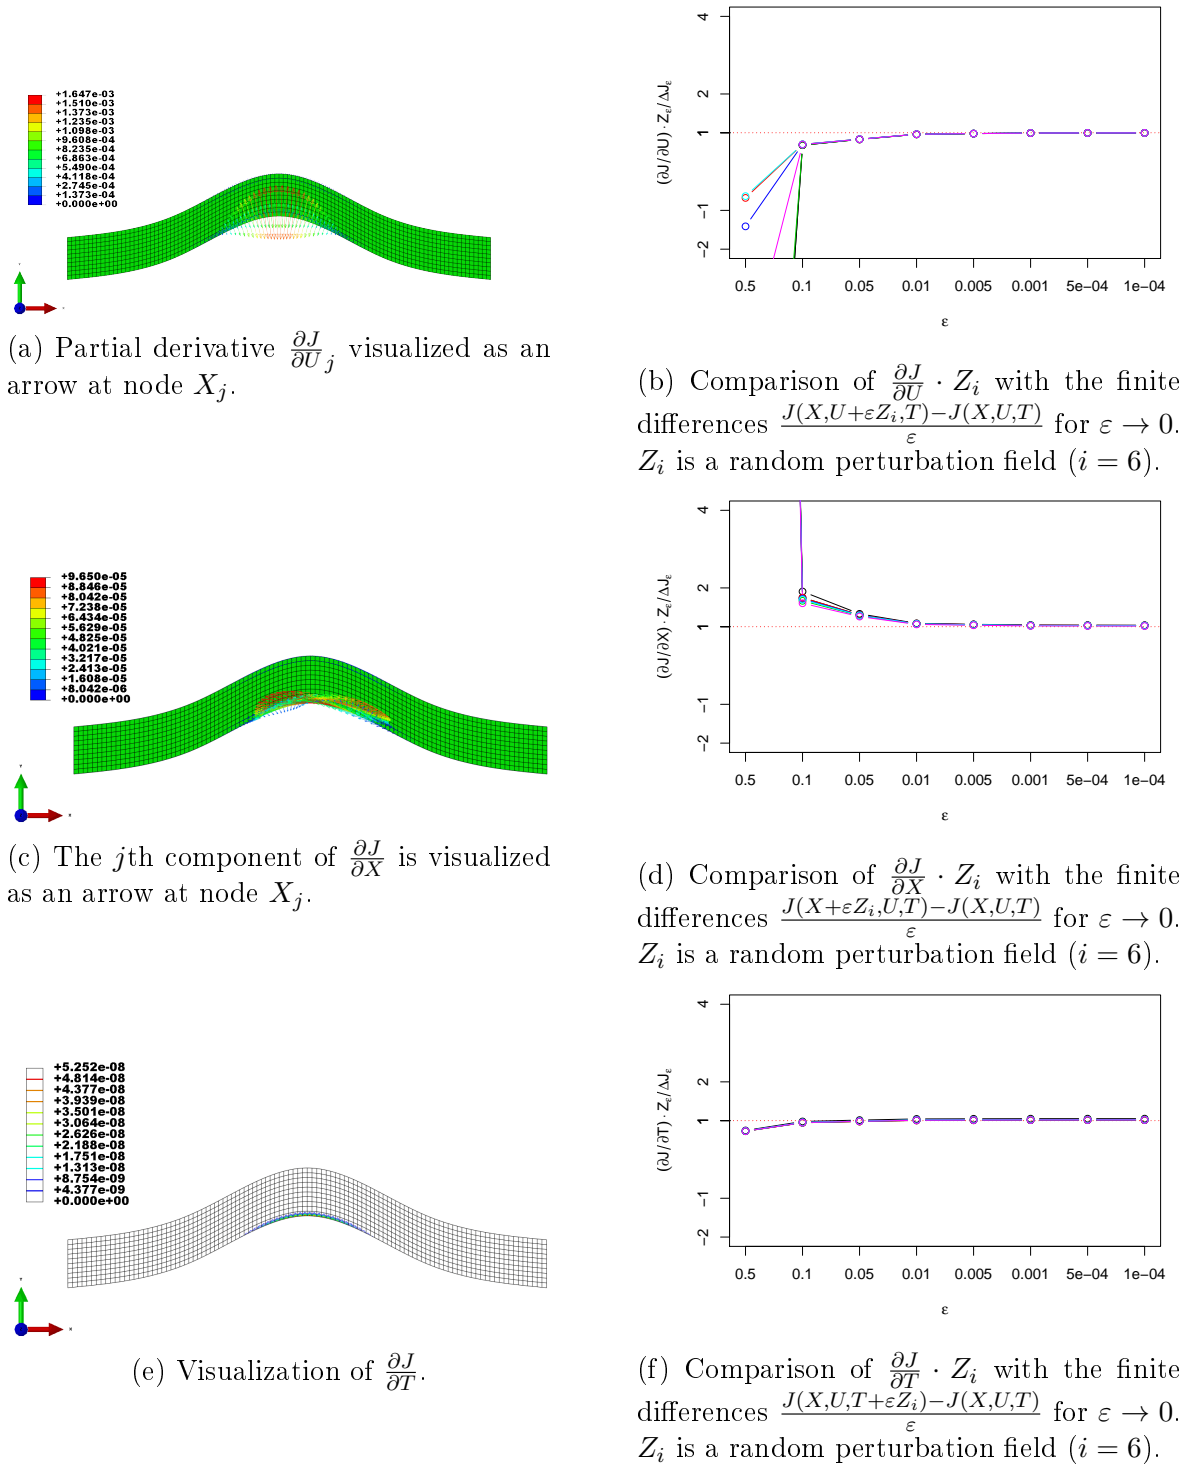 +1.647e-03
+1.510e-03
+1.373e-03
+1.235e-03
+1.098e-03
+9.608e-04
+8.235e-04
+6.863e-04
+5.490e-04
+4.118e-04
+2.745e-04
+1.373e-04
+0.000e+00
(a) Partial derivative ∂J/∂U_j visualized as an
arrow at node X_j.
(∂J/∂U) · Z_ε/ΔJ_ε
4
2
1
-1
-2
0.5 0.1 0.05 0.01 0.005 0.001 5e-04 1e-04
ε
(b) Comparison of ∂J/∂U · Z_i with the finite
differences J(X,U+εZ_i,T)−J(X,U,T)/ε for ε → 0.
Z_i is a random perturbation field (i = 6).
+9.650e-05
+8.846e-05
+8.042e-05
+7.238e-05
+6.434e-05
+5.629e-05
+4.825e-05
+4.021e-05
+3.217e-05
+2.413e-05
+1.608e-05
+8.042e-06
+0.000e+00
(c) The jth component of ∂J/∂X is visualized
as an arrow at node X_j.
(∂J/∂X) · Z_ε/ΔJ_ε
4
2
1
-1
-2
0.5 0.1 0.05 0.01 0.005 0.001 5e-04 1e-04
ε
(d) Comparison of ∂J/∂X · Z_i with the finite
differences J(X+εZ_i,U,T)−J(X,U,T)/ε for ε → 0.
Z_i is a random perturbation field (i = 6).
+5.252e-08
+4.814e-08
+4.377e-08
+3.939e-08
+3.501e-08
+3.064e-08
+2.626e-08
+2.188e-08
+1.751e-08
+1.313e-08
+8.754e-09
+4.377e-09
+0.000e+00
(e) Visualization of ∂J/∂T.
(∂J/∂T) · Z_ε/ΔJ_ε
4
2
1
-1
-2
0.5 0.1 0.05 0.01 0.005 0.001 5e-04 1e-04
ε
(f) Comparison of ∂J/∂T · Z_i with the finite
differences J(X,U,T+εZ_i)−J(X,U,T)/ε for ε → 0.
Z_i is a random perturbation field (i = 6).